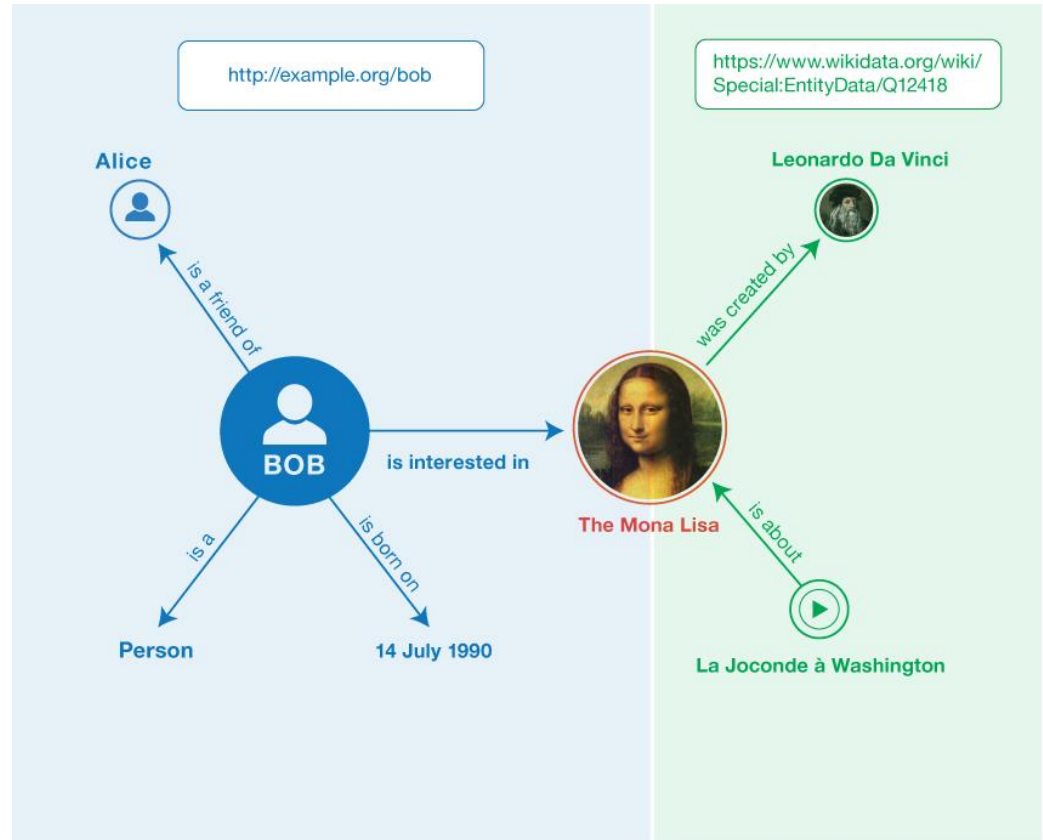 http://example.org/bob
https://www.wikidata.org/wiki/
Special:EntityData/Q12418
Alice
Leonardo Da Vinci
is a friend of
was created by
BOB
is interested in
The Mona Lisa
is a
is born on
is about
Person
14 July 1990
La Joconde à Washington